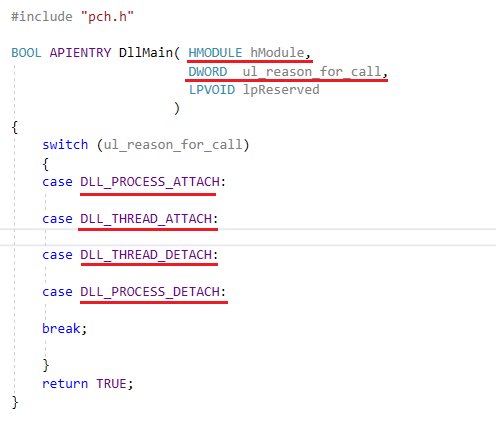 #include "pch.h"
BOOL APIENTRY DllMain( HMODULE hModule,
DWORD  ul_reason_for_call,
LPVOID lpReserved
)
{
switch (ul_reason_for_call)
{
case DLL_PROCESS_ATTACH:
case DLL_THREAD_ATTACH:
case DLL_THREAD_DETACH:
case DLL_PROCESS_DETACH:
break;
}
return TRUE;
}